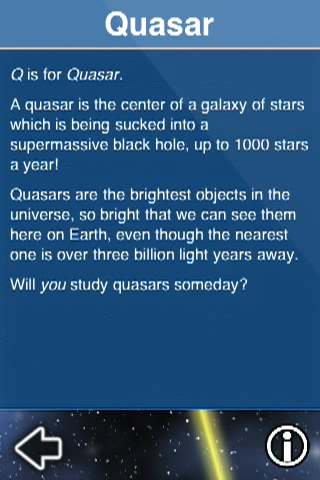 Quasar
Q is for Quasar.
A quasar is the center of a galaxy of stars
which is being sucked into a
supermassive black hole, up to 1000 stars
a year!
Quasars are the brightest objects in the
universe, so bright that we can see them
here on Earth, even though the nearest
one is over three billion light years away.
Will you study quasars someday?